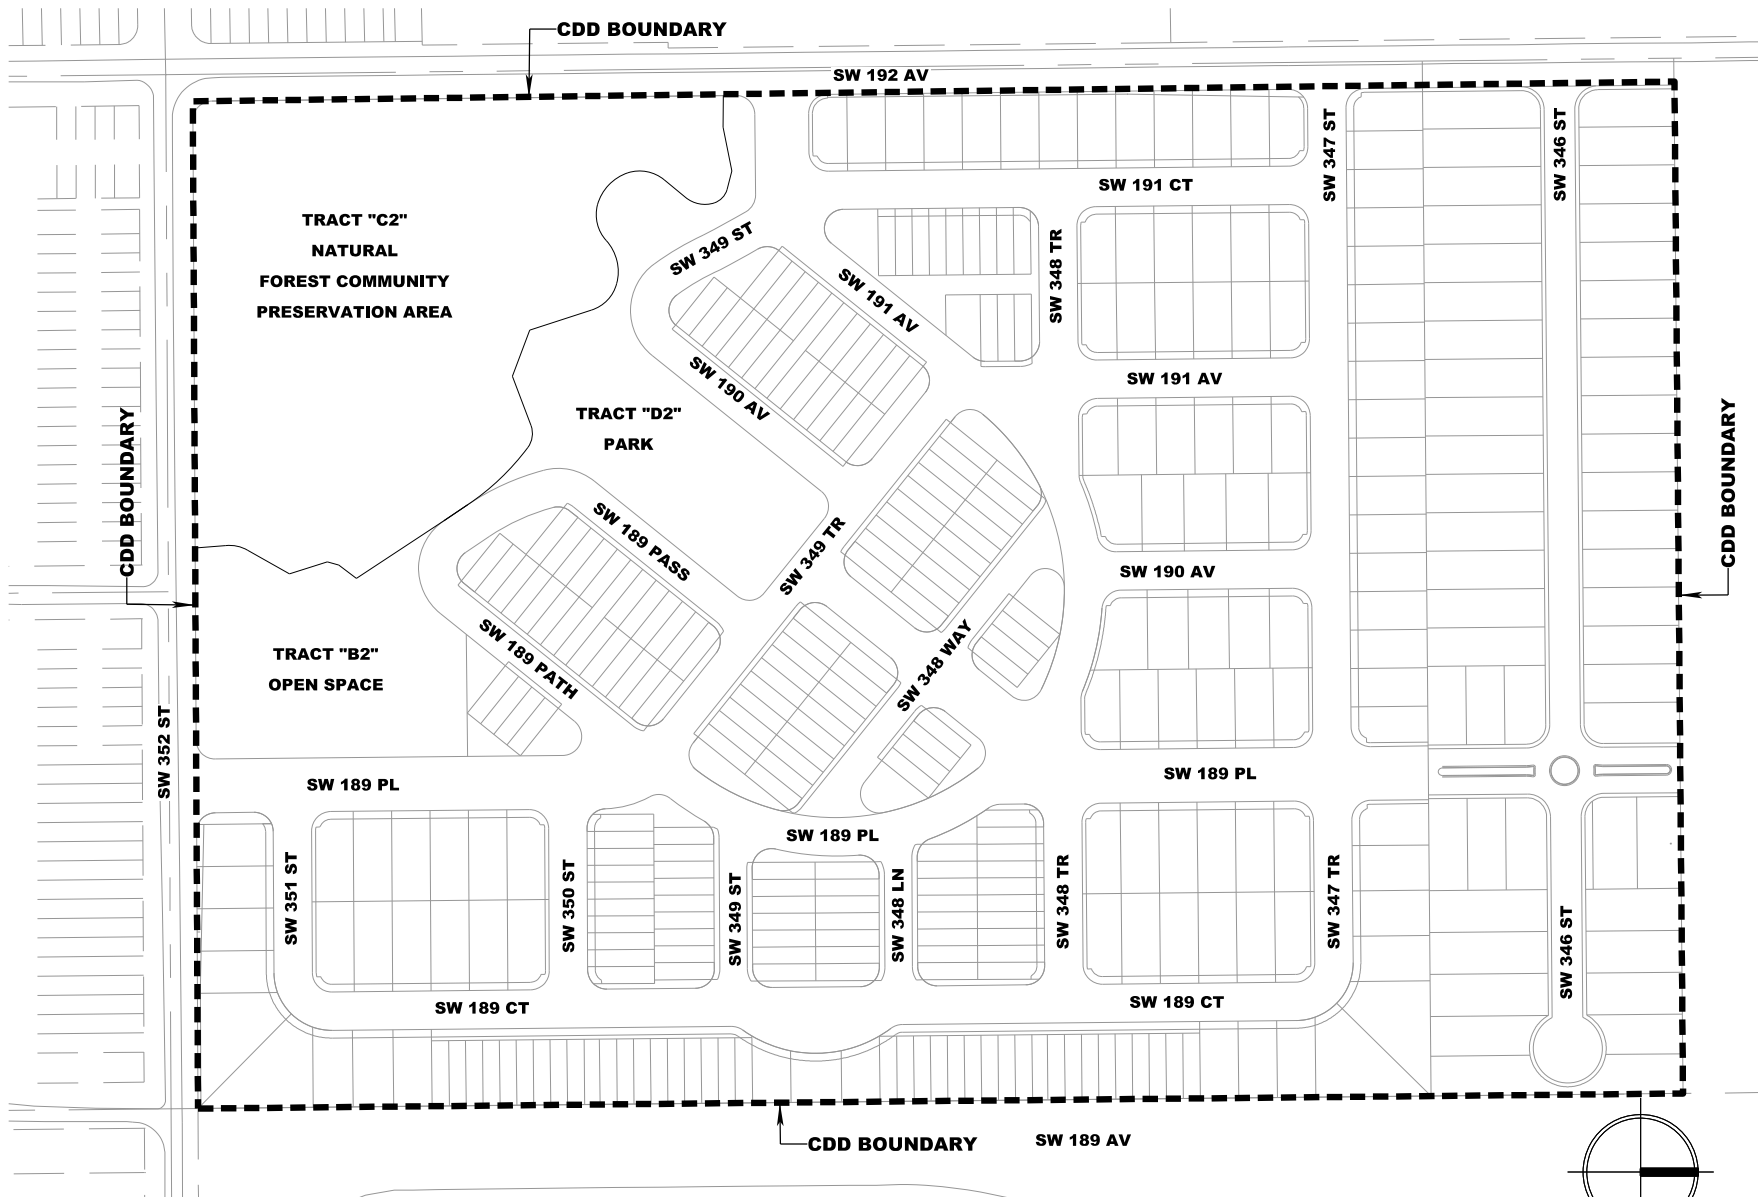 CDD BOUNDARY
SW 192 AV
SW 347 ST
SW 346 ST
SW 191 CT
TRACT "C2"
NATURAL
FOREST COMMUNITY
PRESERVATION AREA
SW 349 ST
SW 191 AV
SW 348 TR
SW 190 AV
SW 191 AV
TRACT "D2"
PARK
CDD BOUNDARY
CDD BOUNDARY
SW 189 PASS
SW 349 TR
SW 190 AV
SW 189 PATH
SW 348 WAY
TRACT "B2"
OPEN SPACE
SW 352 ST
SW 189 PL
SW 189 PL
SW 189 PL
SW 351 ST
SW 350 ST
SW 349 ST
SW 348 LN
SW 348 TR
SW 347 TR
SW 346 ST
SW 189 CT
SW 189 CT
CDD BOUNDARY
SW 189 AV